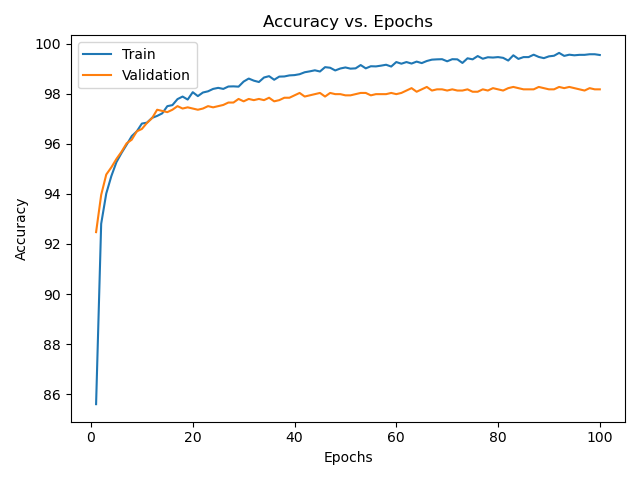 Accuracy vs. Epochs
Train
Validation
100
98
96
94
92
90
88
86
Accuracy
0 20 40 60 80 100
Epochs